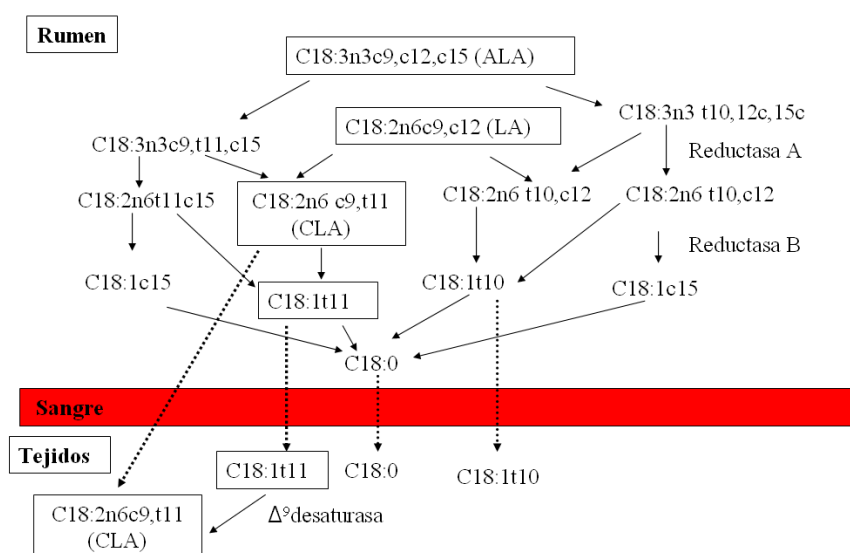 Rumen
C18:3n3c9,c12,c15 (ALA)
C18:3n3 t10,12c,15c
C18:2n6c9,c12 (LA)
C18:3n3c9,t11,c15
Reductasa A
C18:2n6t11c15
C18:2n6 c9,t11
(CLA)
C18:2n6 t10,c12
C18:2n6 t10,c12
Reductasa B
C18:1c15
C18:1t11
C18:1t10
C18:1c15
C18:0
Sangre
Tejidos
C18:1t11
C18:0
C18:1t10
C18:2n6c9,t11
(CLA)
Δ⁹desaturasa